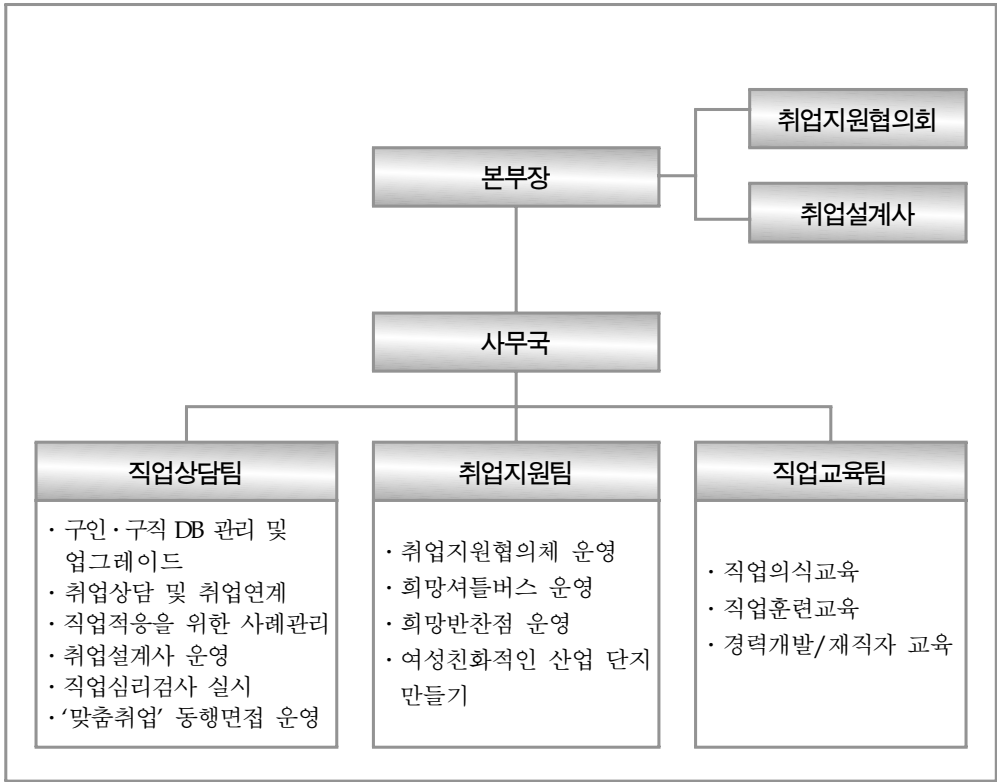 취업지원협의회
본부장
취업설계사
사무국
직업상담팀
· 구인·구직 DB 관리 및
업그레이드
· 취업상담 및 취업연계
· 직업적응을 위한 사례관리
· 취업설계사 운영
· 직업심리검사 실시
· ‘맞춤취업’ 동행면접 운영
취업지원팀
· 취업지원협의체 운영
· 희망셔틀버스 운영
· 희망반찬점 운영
· 여성친화적인 산업 단지
만들기
직업교육팀
· 직업의식교육
· 직업훈련교육
· 경력개발/재직자 교육